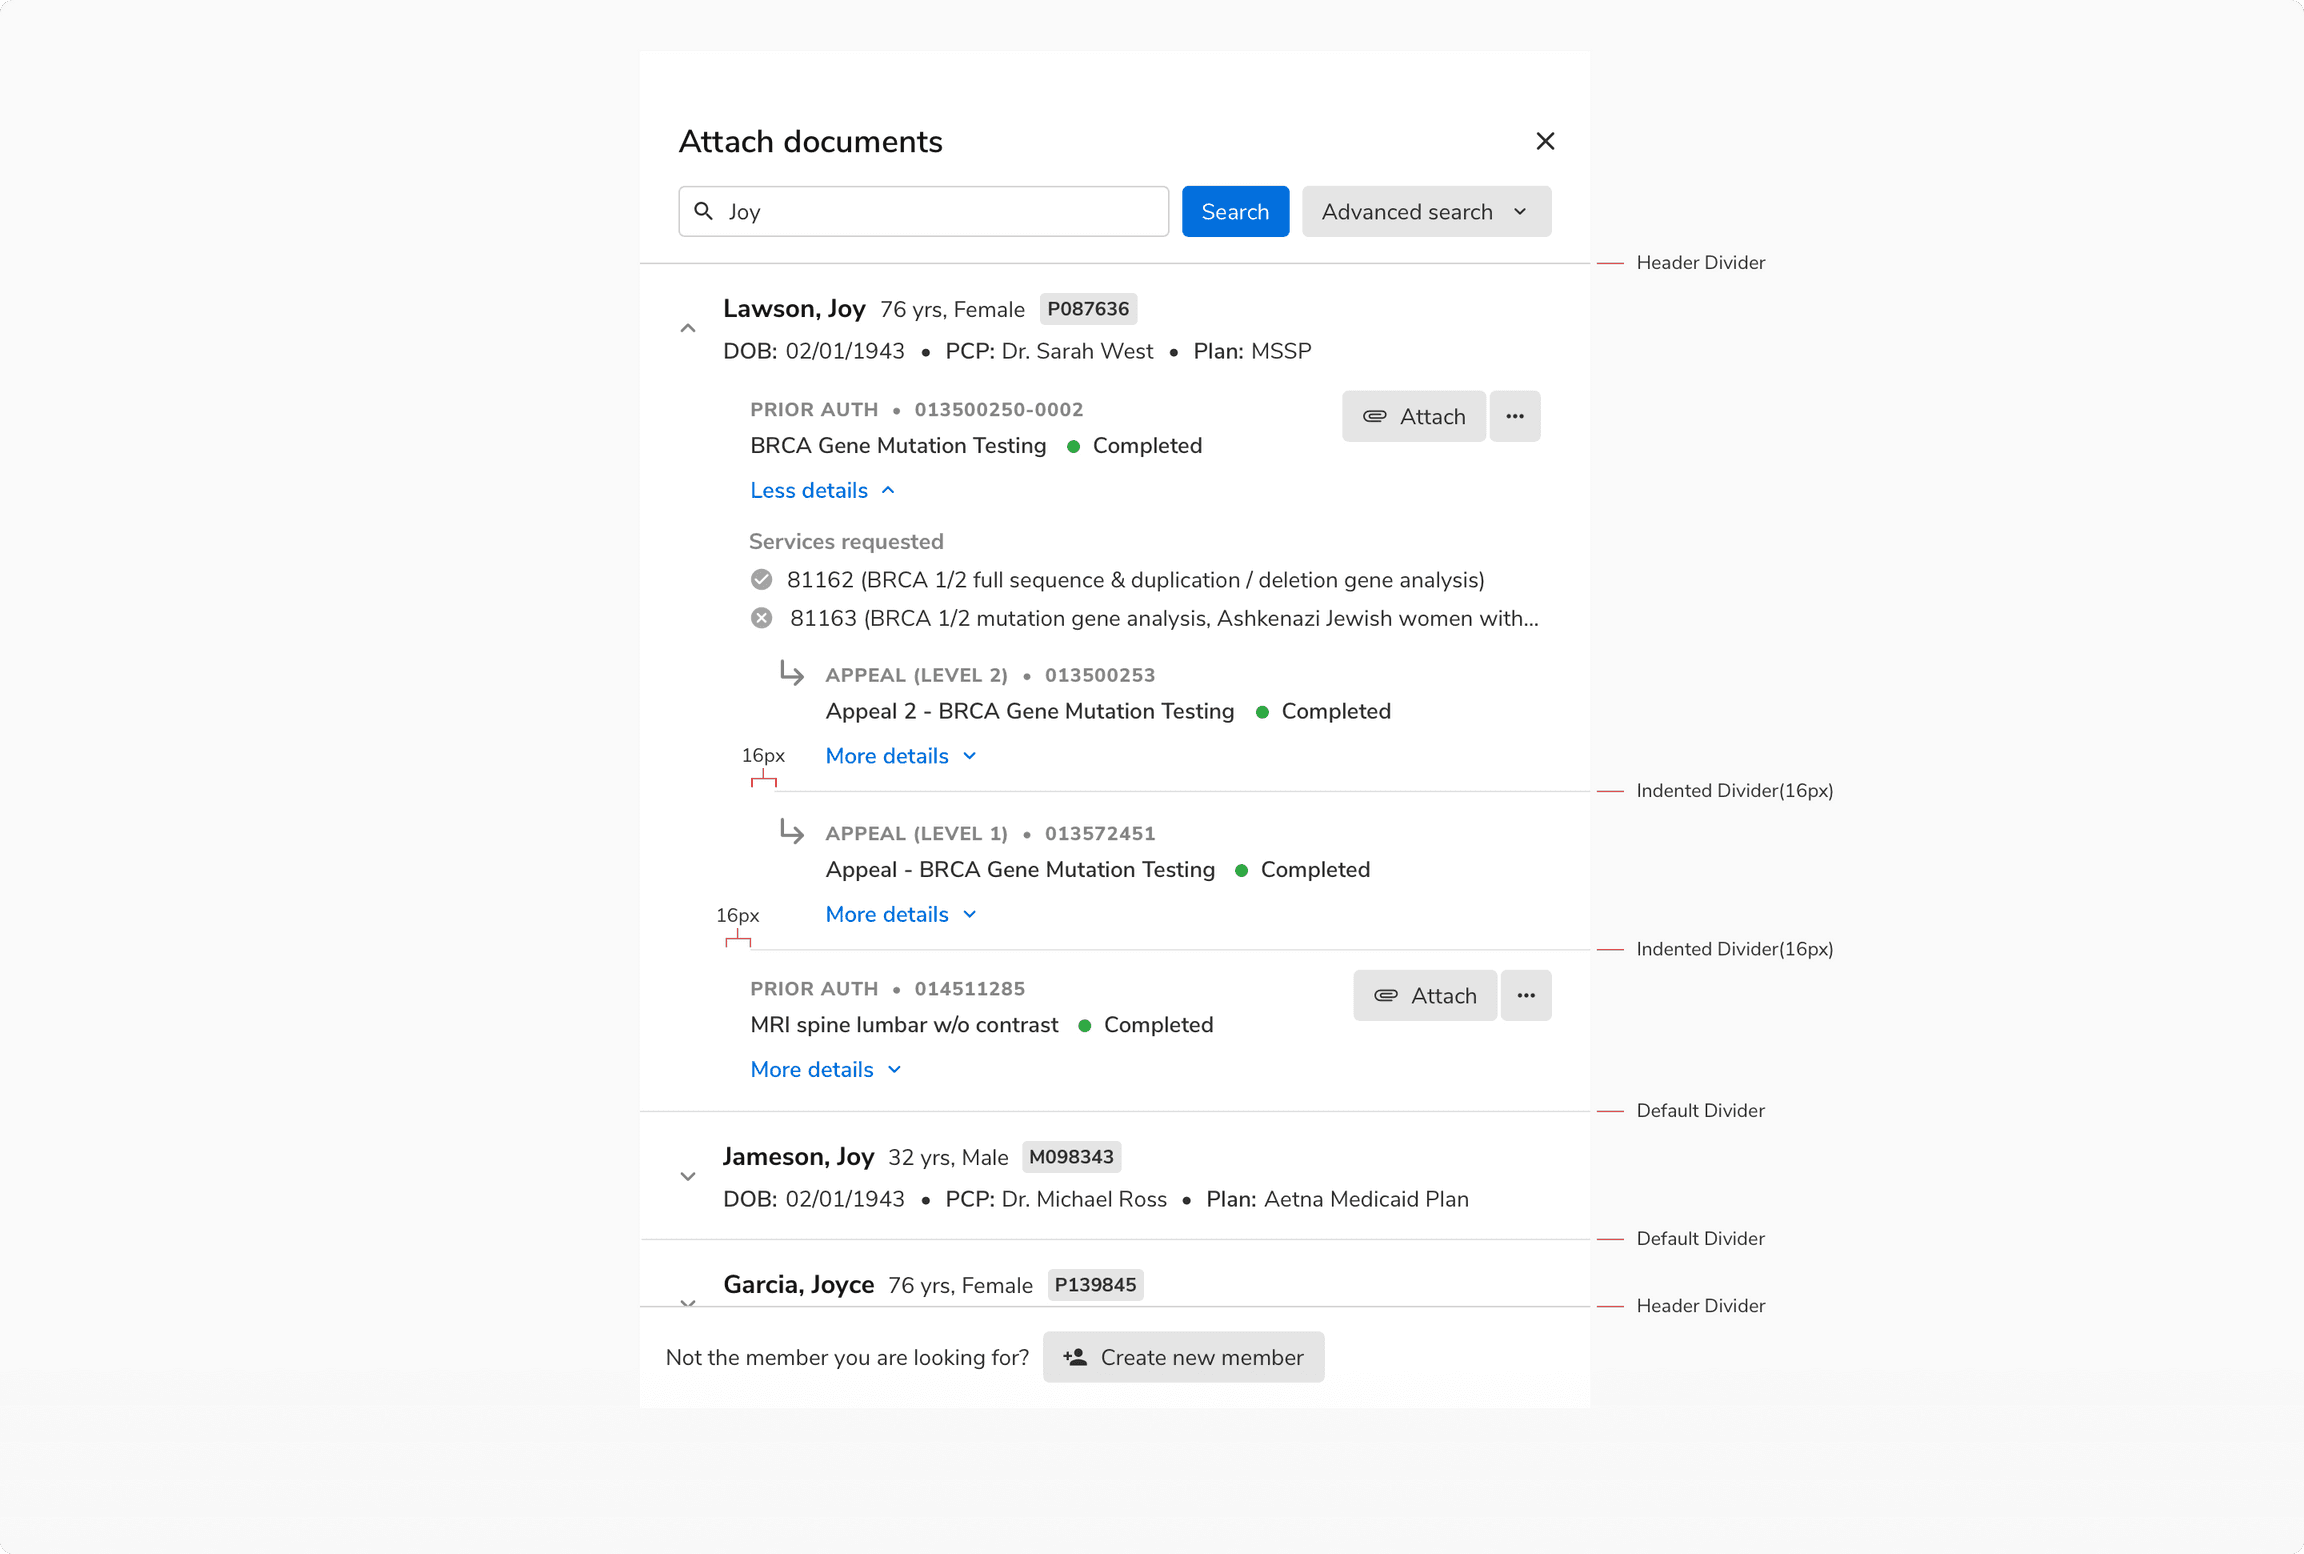 Attach documents
Joy
Search
Advanced search
Header Divider
Lawson, Joy 76 yrs, Female P087636
DOB: 02/01/1943 • PCP: Dr. Sarah West • Plan: MSSP
PRIOR AUTH • 013500250-0002
Attach
BRCA Gene Mutation Testing Completed
Less details
Services requested
81162 (BRCA 1/2 full sequence & duplication / deletion gene analysis)
81163 (BRCA 1/2 mutation gene analysis, Ashkenazi Jewish women with...
APPEAL (LEVEL 2) • 013500253
Appeal 2 - BRCA Gene Mutation Testing Completed
16px
More details
Indented Divider(16px)
APPEAL (LEVEL 1) • 013572451
Appeal - BRCA Gene Mutation Testing Completed
16px
More details
Indented Divider(16px)
PRIOR AUTH • 014511285
Attach
MRI spine lumbar w/o contrast Completed
More details
Default Divider
Jameson, Joy 32 yrs, Male M098343
DOB: 02/01/1943 • PCP: Dr. Michael Ross • Plan: Aetna Medicaid Plan
Default Divider
Garcia, Joyce 76 yrs, Female P139845
Header Divider
Not the member you are looking for?
Create new member